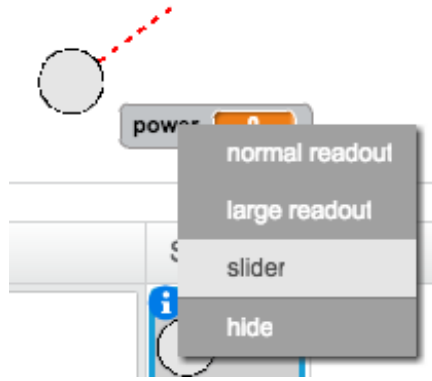 power
normal readout
large readout
slider
hide